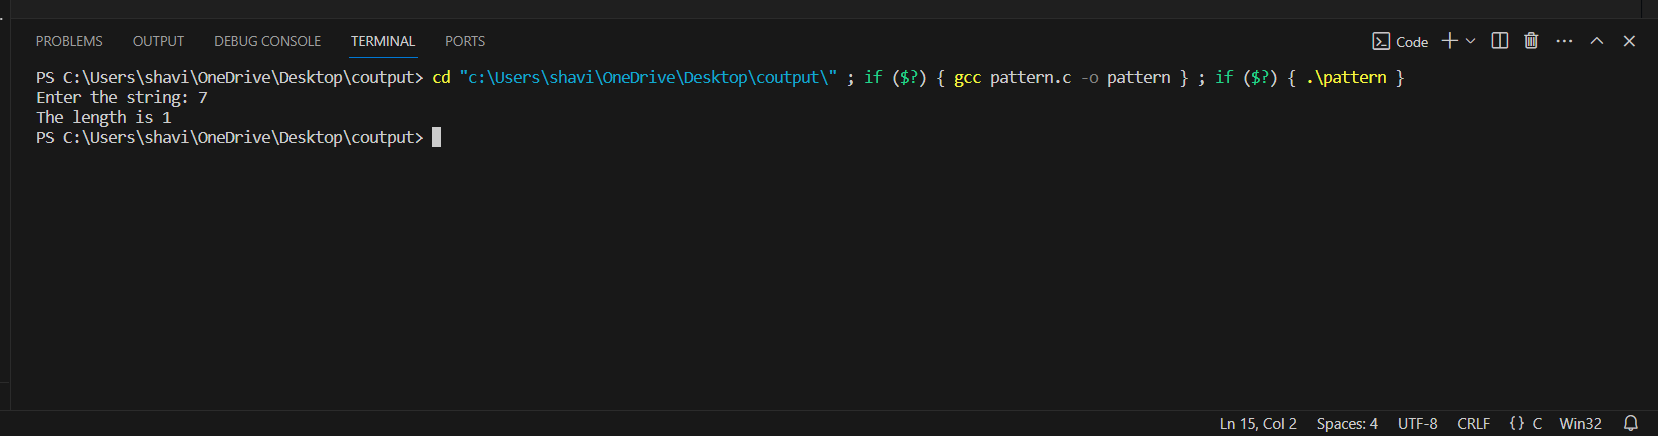 PROBLEMS OUTPUT DEBUG CONSOLE TERMINAL PORTS Code
PS C:\Users\shavi\OneDrive\Desktop\coutput> cd "c:\Users\shavi\OneDrive\Desktop\coutput\" ; if ($?) { gcc pattern.c -o pattern } ; if ($?) { .\pattern }
Enter the string: 7
The length is 1
PS C:\Users\shavi\OneDrive\Desktop\coutput>
Ln 15, Col 2 Spaces: 4 UTF-8 CRLF {} C Win32